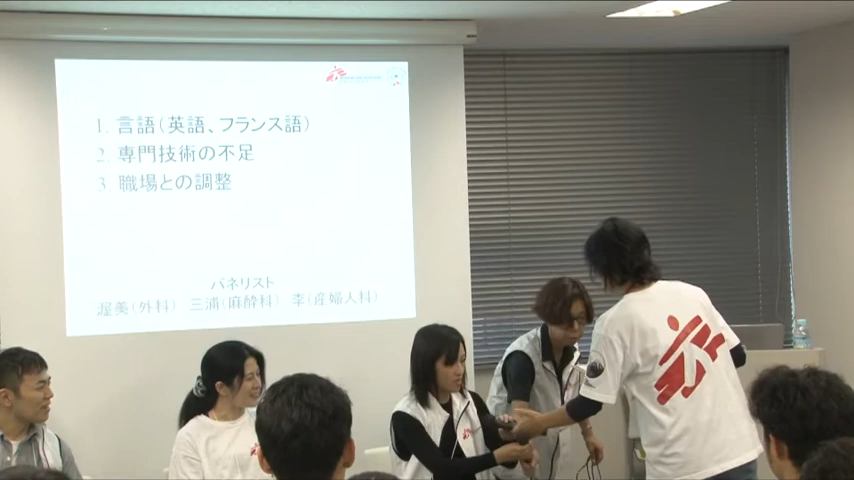 1. 言語(英語、フランス語)
2. 専門技術の不足
3. 職場との調整
パネリスト
渥美(外科) 三浦(麻酔科) 李(産婦人科)